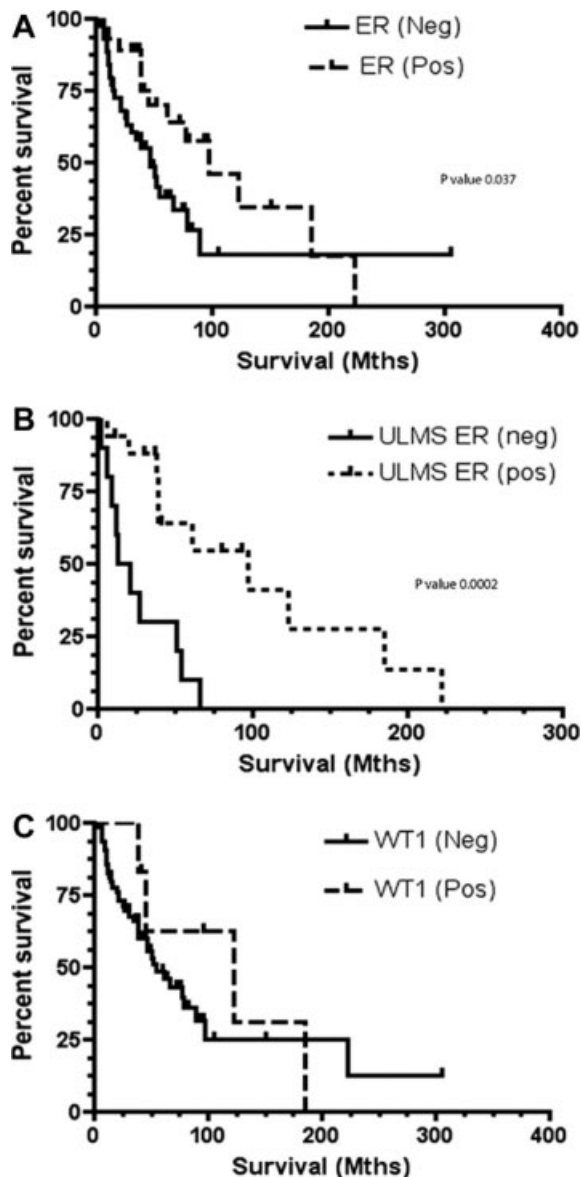 A
ER (Neg)
ER (Pos)
P value 0.037
Percent survival
100
75
50
25
0
0 100 200 300 400
Survival (Mths)
B
ULMS ER (neg)
ULMS ER (pos)
P value 0.0002
Percent survival
100
75
50
25
0
0 100 200 300
Survival (Mths)
C
WT1 (Neg)
WT1 (Pos)
Percent survival
100
75
50
25
0
0 100 200 300 400
Survival (Mths)